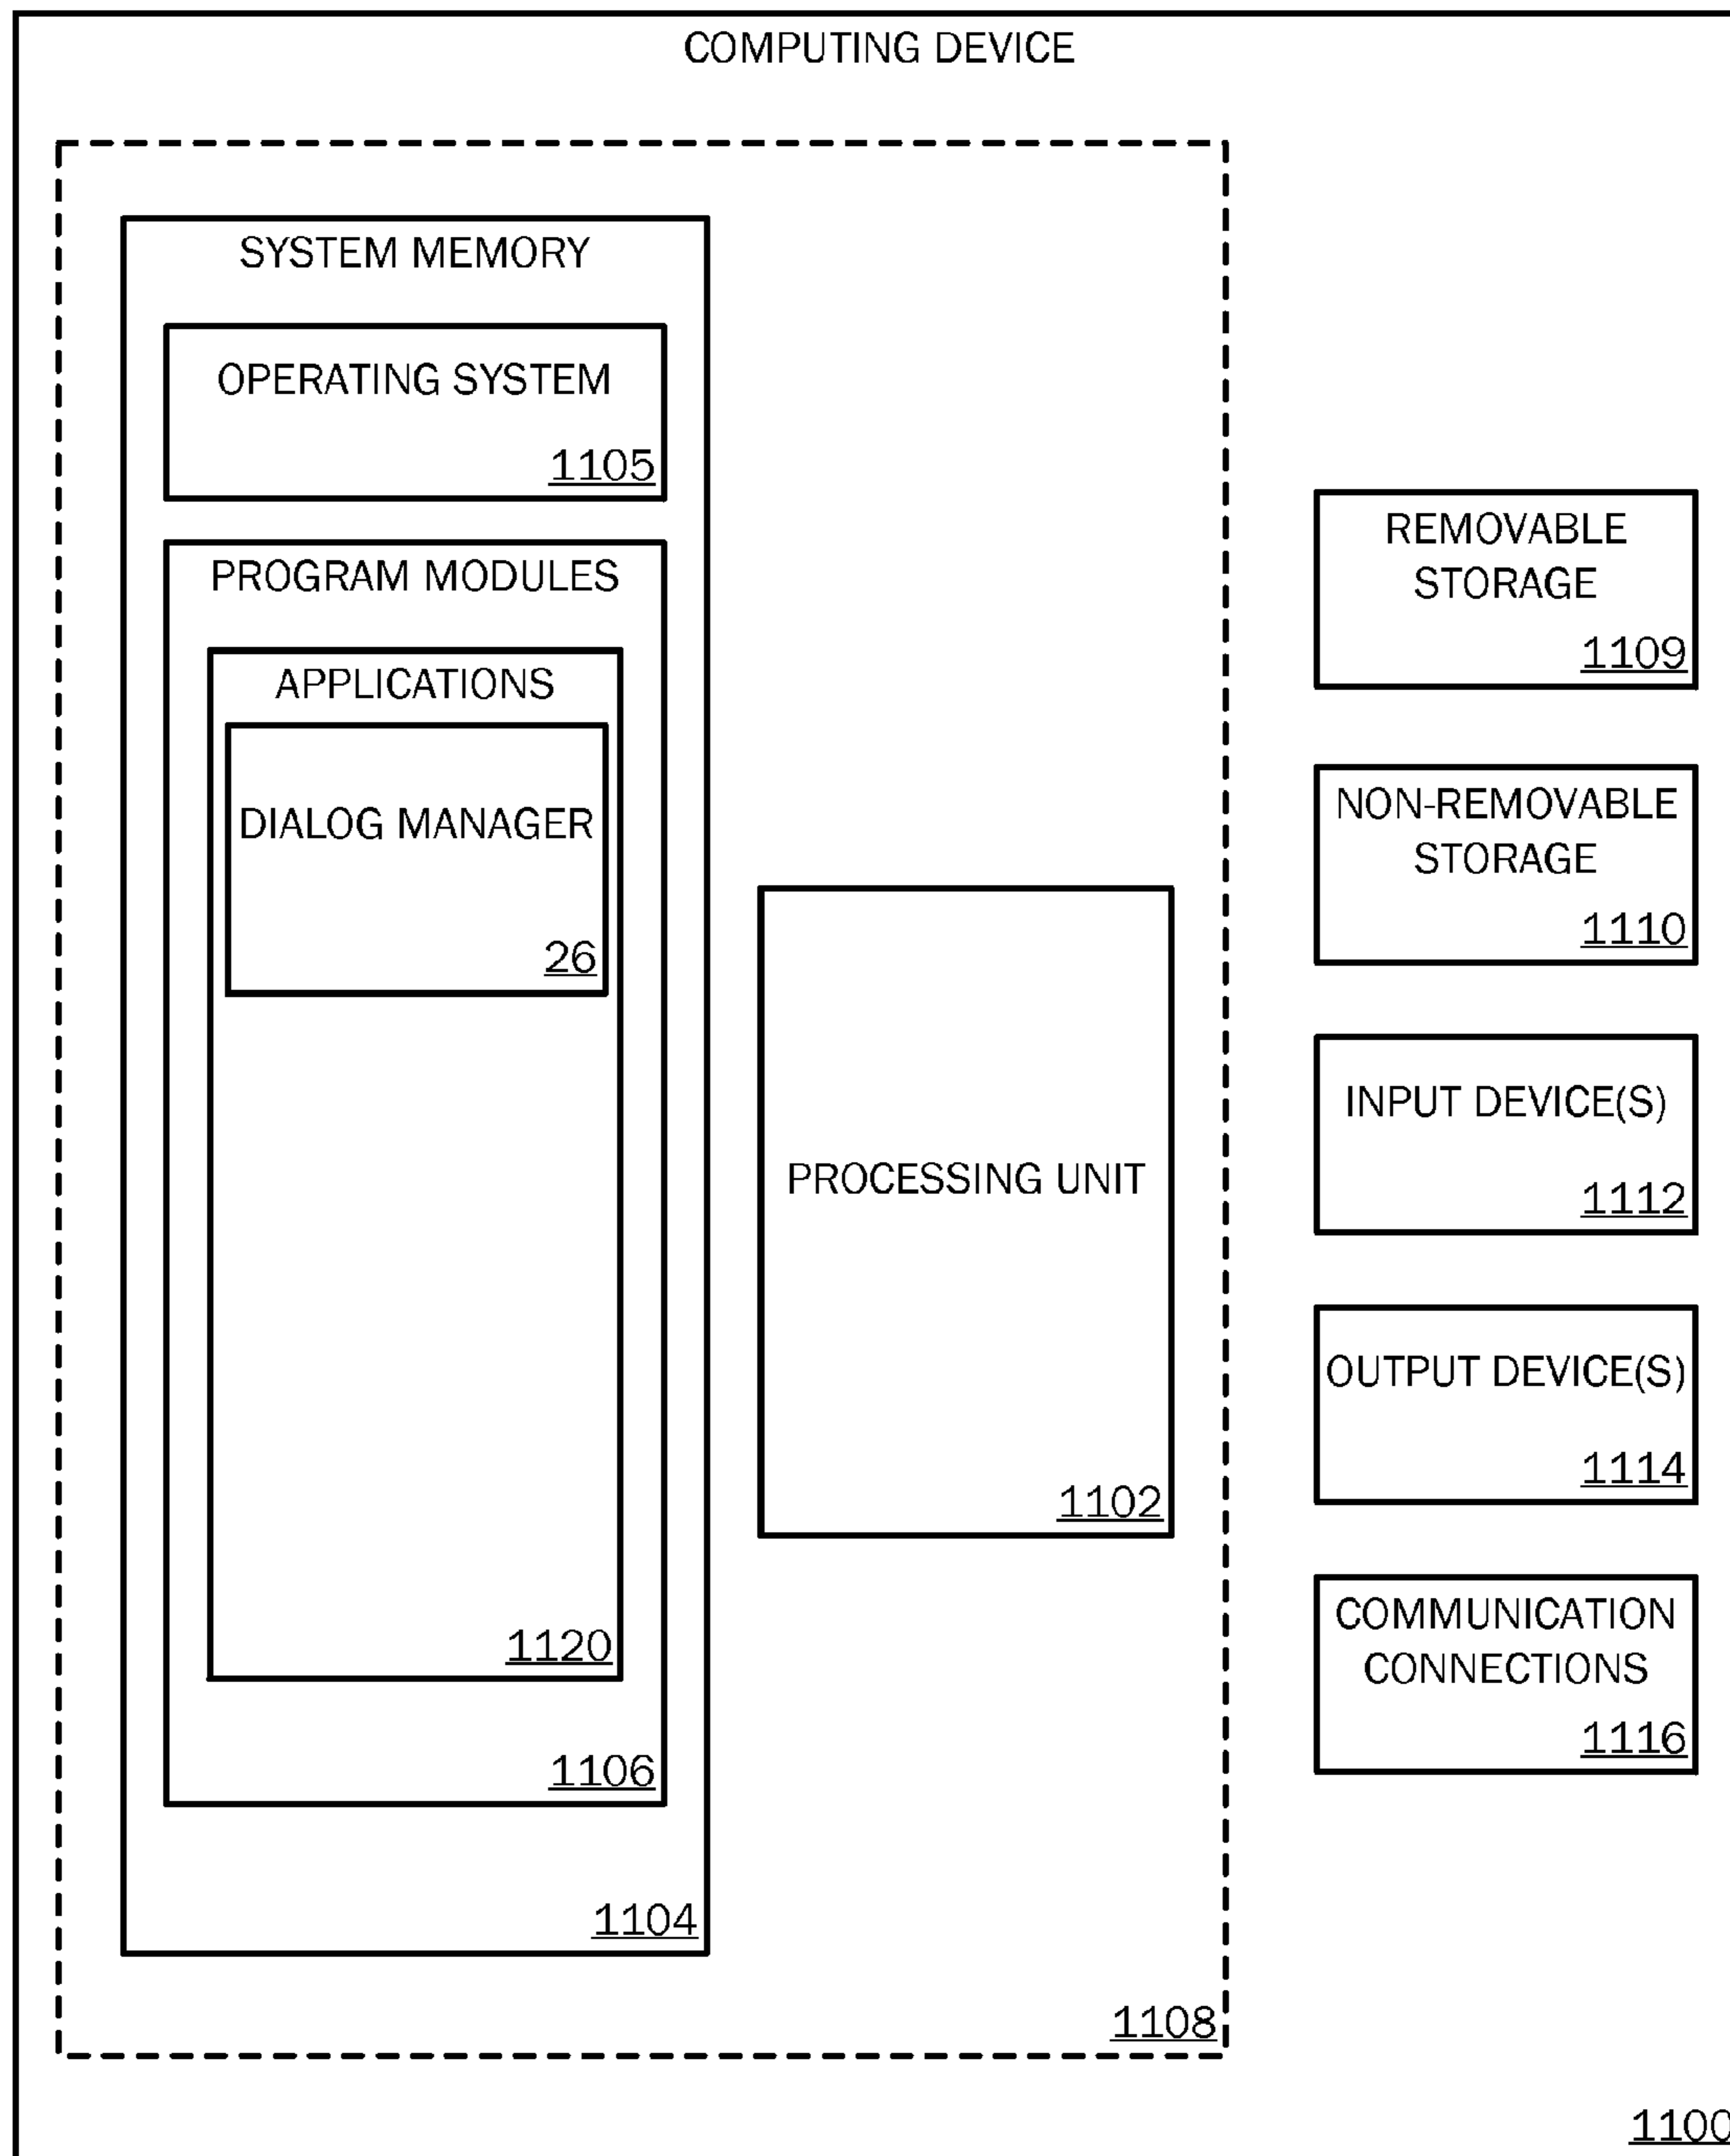 COMPUTING DEVICE
SYSTEM MEMORY
OPERATING SYSTEM
1105
PROGRAM MODULES
APPLICATIONS
DIALOG MANAGER
26
1120
1106
1104
PROCESSING UNIT
1102
1108
REMOVABLE
STORAGE
1109
NON-REMOVABLE
STORAGE
1110
INPUT DEVICE(S)
1112
OUTPUT DEVICE(S)
1114
COMMUNICATION
CONNECTIONS
1116
1100